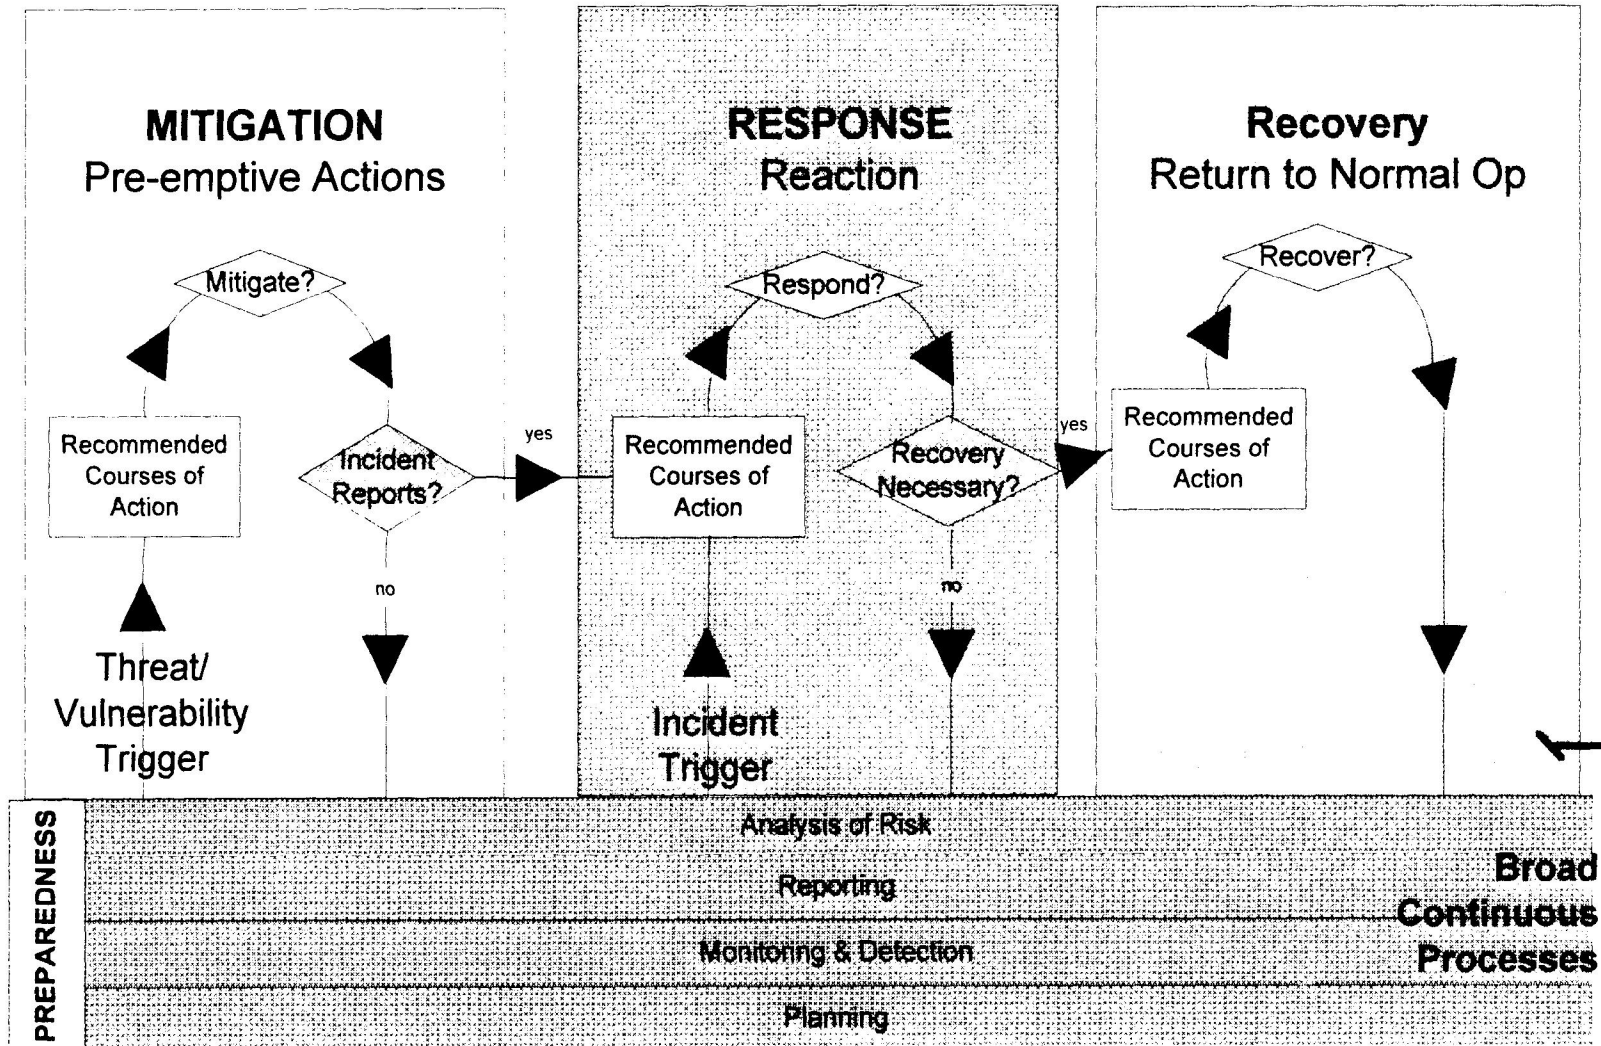 MITIGATION
Pre-emptive Actions
Mitigate?
Recommended
Courses of
Action
Incident
Reports?
yes
no
Threat/
Vulnerability
Trigger
RESPONSE
Reaction
Respond?
Recommended
Courses of
Action
Recovery
Necessary?
yes
no
Incident
Trigger
Recovery
Return to Normal Op
Recover?
Recommended
Courses of
Action
PREPAREDNESS
Analysis of Risk
Reporting
Monitoring & Detection
Planning
Broad
Continuous
Processes